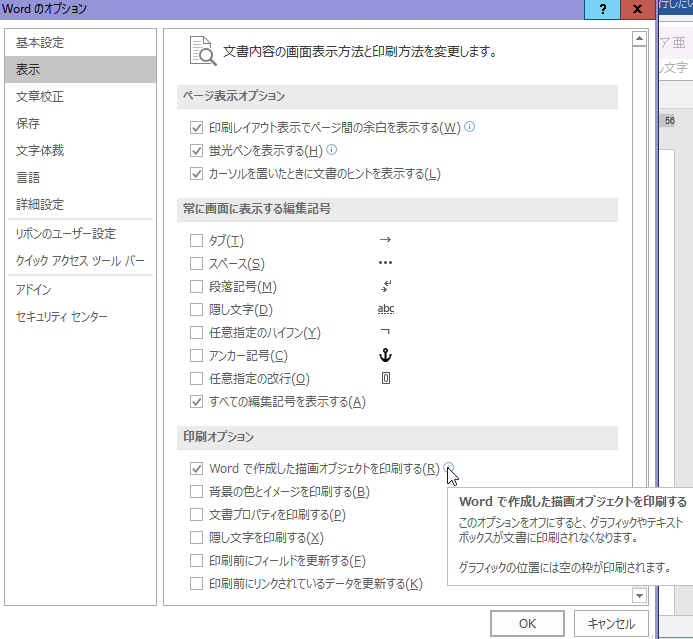 Word のオプション
?
基本設定
表示
文章校正
保存
文字体裁
言語
詳細設定
リボンのユーザー設定
クイック アクセス ツール バー
アドイン
セキュリティ センター
文書内容の画面表示方法と印刷方法を変更します。
ページ表示オプション
印刷レイアウト表示でページ間の余白を表示する(W)
蛍光ペンを表示する(H)
カーソルを置いたときに文書のヒントを表示する(L)
常に画面に表示する編集記号
タブ(T) →
スペース(S) •••
段落記号(M)
隠し文字(D) abc
任意指定のハイフン(Y) ¬
アンカー記号(C)
任意指定の改行(O)
すべての編集記号を表示する(A)
印刷オプション
Word で作成した描画オブジェクトを印刷する(R)
背景の色とイメージを印刷する(B)
文書プロパティを印刷する(P)
隠し文字を印刷する(X)
印刷前にフィールドを更新する(F)
印刷前にリンクされているデータを更新する(K)
Word で作成した描画オブジェクトを印刷する
このオプションをオフにすると、グラフィックやテキスト
ボックスが文書に印刷されなくなります。
グラフィックの位置には空の枠が印刷されます。
OK
キャンセル
行したい
ア 亜
文字
56